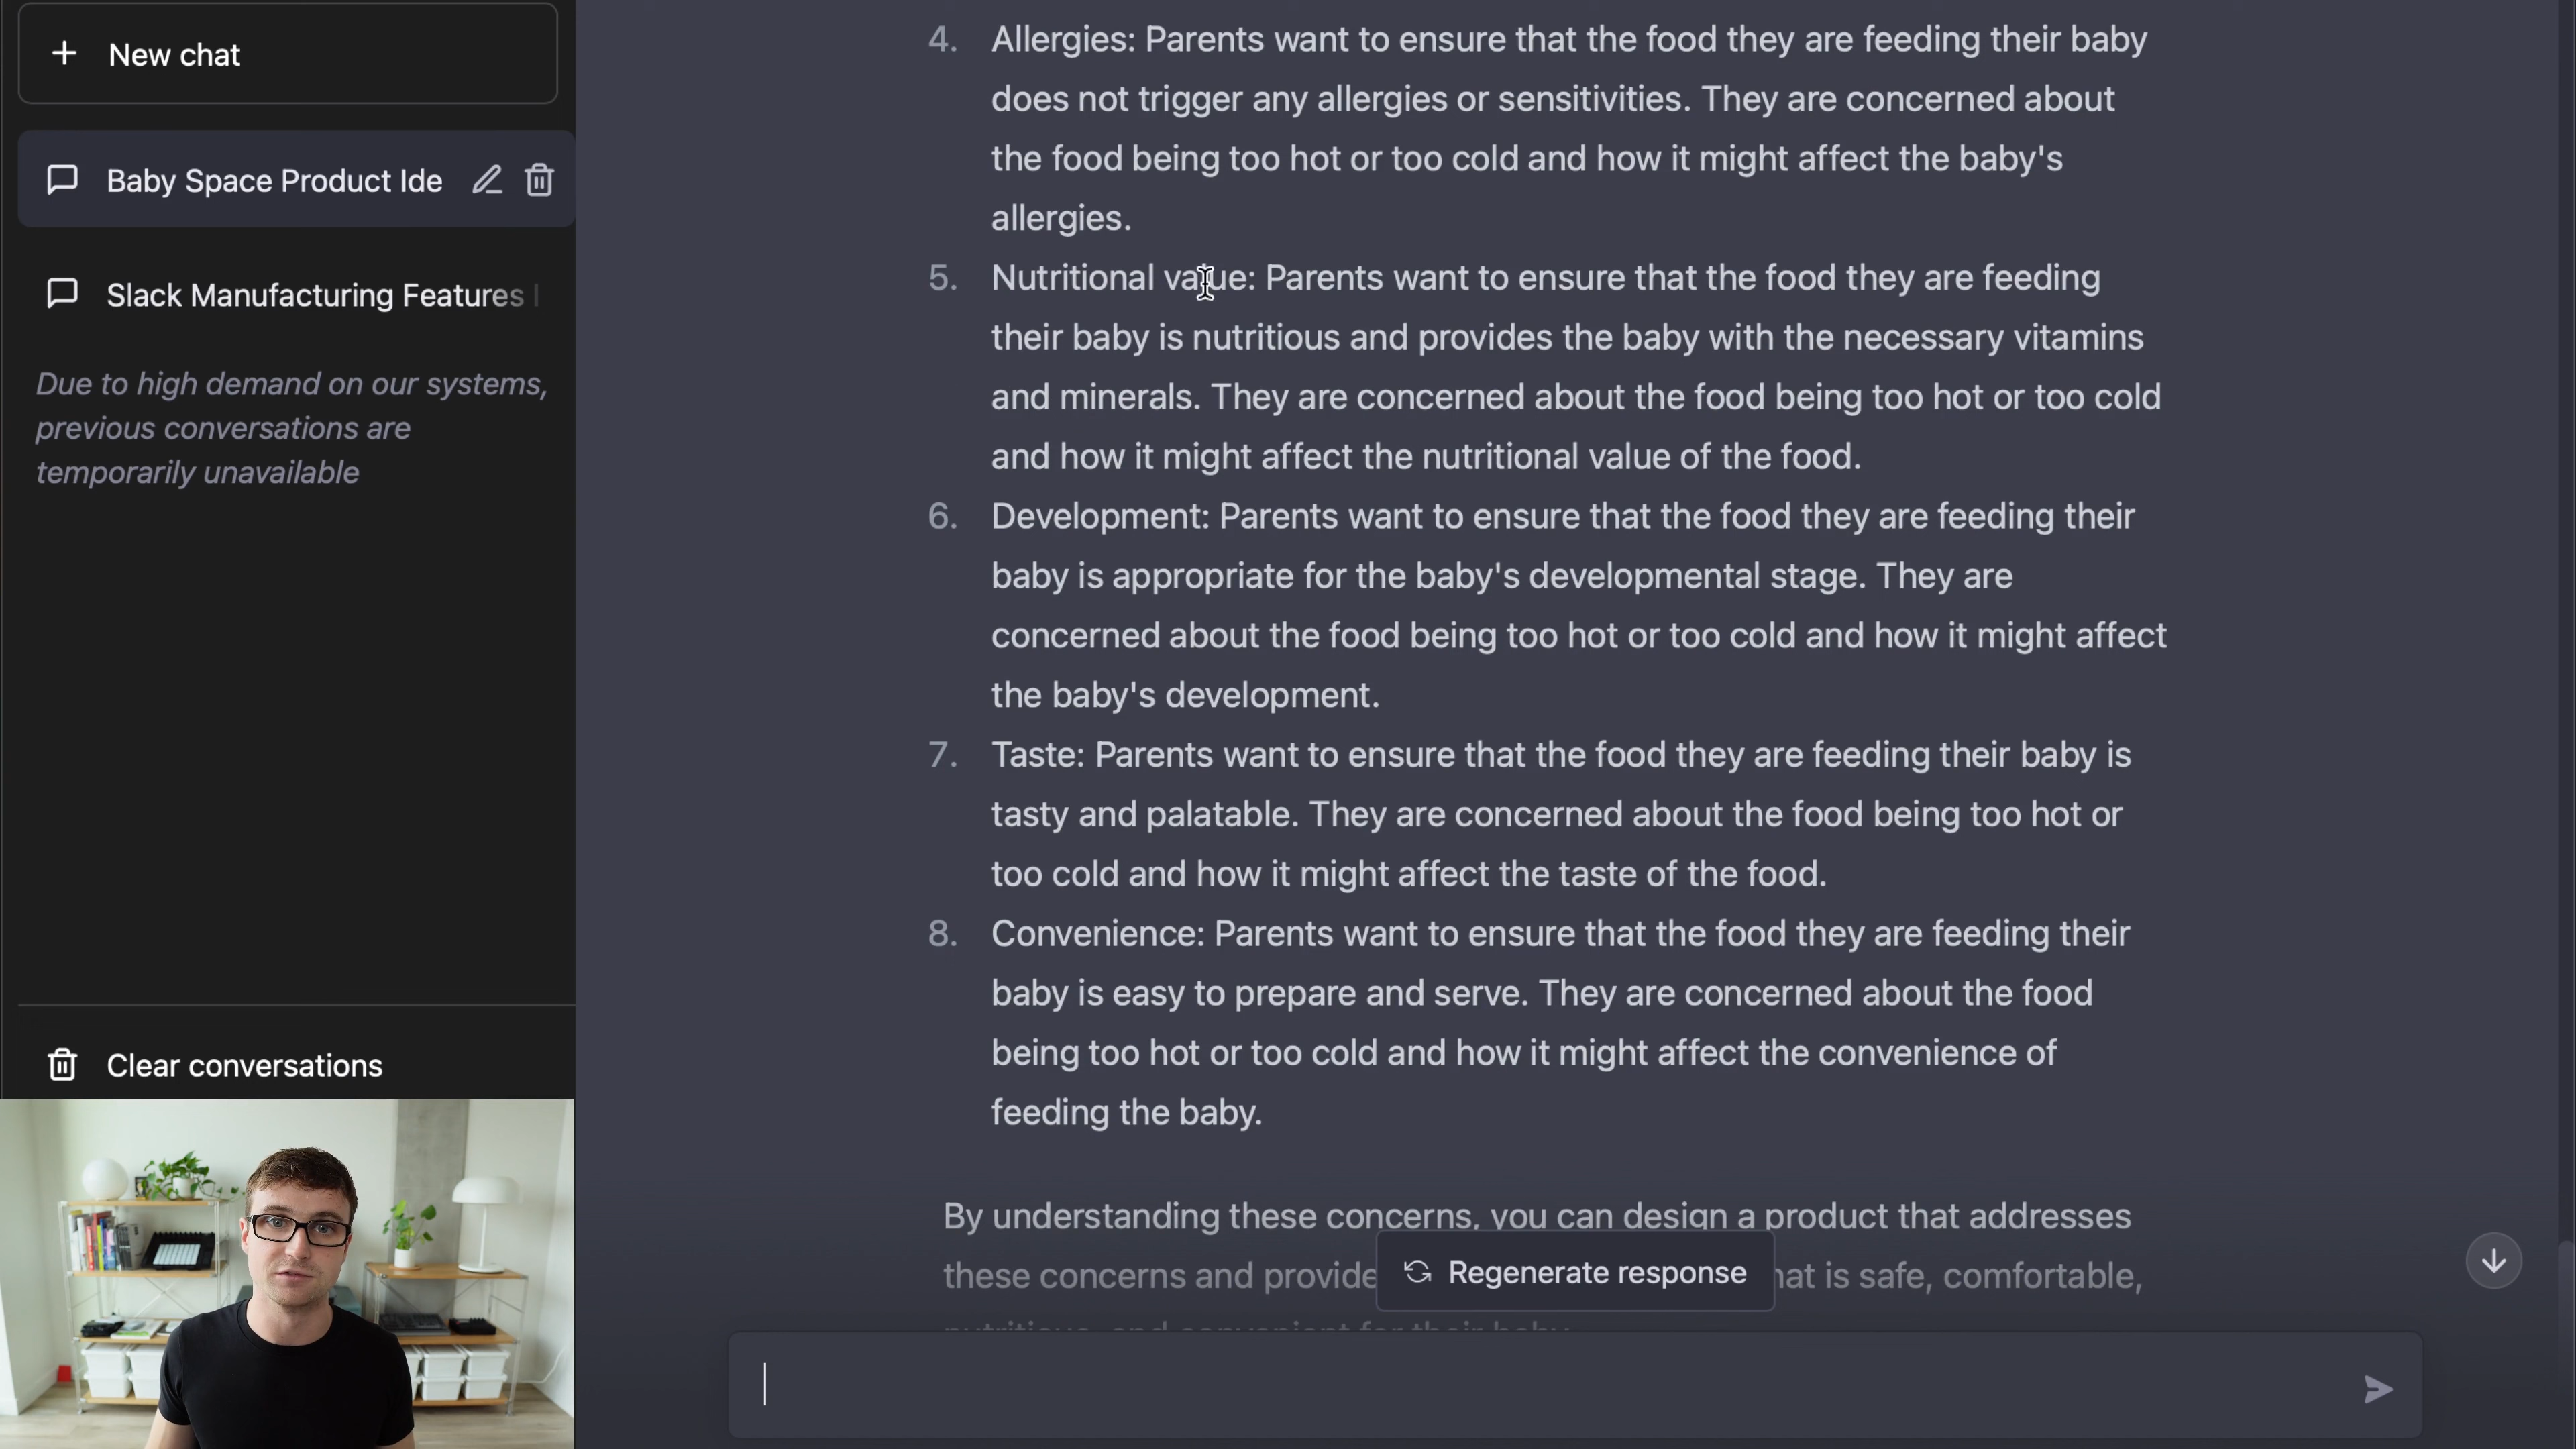 New chat
Baby Space Product Ide
Slack Manufacturing Features
Due to high demand on our systems,
previous conversations are
temporarily unavailable
Clear conversations
4. Allergies: Parents want to ensure that the food they are feeding their baby
does not trigger any allergies or sensitivities. They are concerned about
the food being too hot or too cold and how it might affect the baby's
allergies.
5. Nutritional value: Parents want to ensure that the food they are feeding
their baby is nutritious and provides the baby with the necessary vitamins
and minerals. They are concerned about the food being too hot or too cold
and how it might affect the nutritional value of the food.
6. Development: Parents want to ensure that the food they are feeding their
baby is appropriate for the baby's developmental stage. They are
concerned about the food being too hot or too cold and how it might affect
the baby's development.
7. Taste: Parents want to ensure that the food they are feeding their baby is
tasty and palatable. They are concerned about the food being too hot or
too cold and how it might affect the taste of the food.
8. Convenience: Parents want to ensure that the food they are feeding their
baby is easy to prepare and serve. They are concerned about the food
being too hot or too cold and how it might affect the convenience of
feeding the baby.
By understanding these concerns, you can design a product that addresses
these concerns and provide hat is safe, comfortable,
nutritious, and convenient for their baby.
Regenerate response